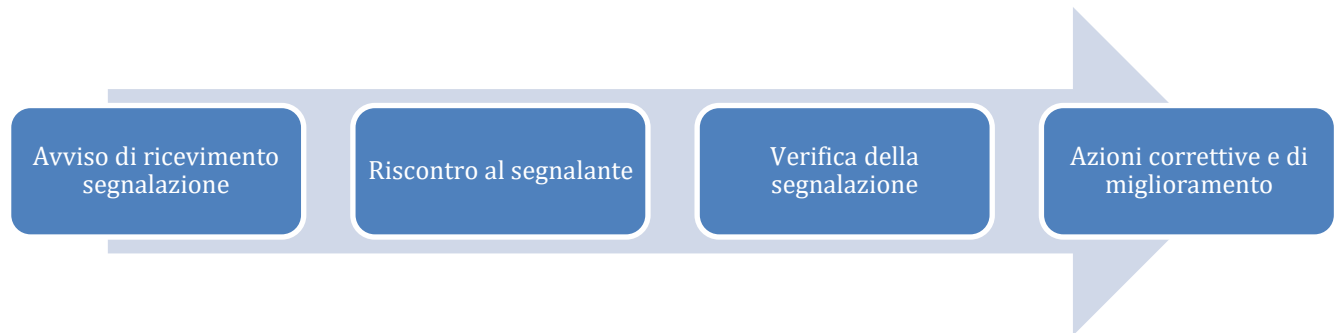 Avviso di ricevimento
segnalazione
Riscontro al segnalante
Verifica della
segnalazione
Azioni correttive e di
miglioramento